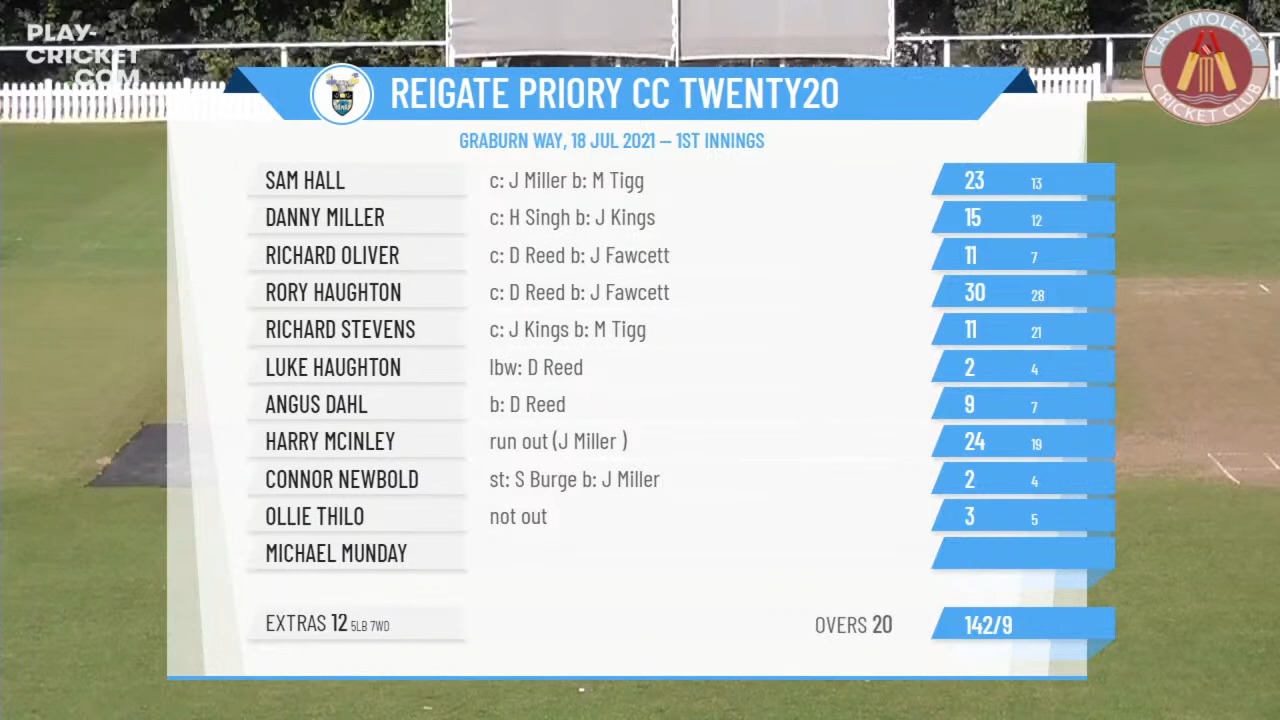 PLAY-
CRICKET
.COM
EAST MOLESEY
CRICKET CLUB
REIGATE PRIORY CC TWENTY20
GRABURN WAY, 18 JUL 2021 – 1ST INNINGS
SAM HALL c: J Miller b: M Tigg 23 13
DANNY MILLER c: H Singh b: J Kings 15 12
RICHARD OLIVER c: D Reed b: J Fawcett 11 7
RORY HAUGHTON c: D Reed b: J Fawcett 30 28
RICHARD STEVENS c: J Kings b: M Tigg 11 21
LUKE HAUGHTON lbw: D Reed 2 4
ANGUS DAHL b: D Reed 9 7
HARRY MCINLEY run out (J Miller ) 24 19
CONNOR NEWBOLD st: S Burge b: J Miller 2 4
OLLIE THILO not out 3 5
MICHAEL MUNDAY
EXTRAS 12 5LB 7WD OVERS 20 142/9